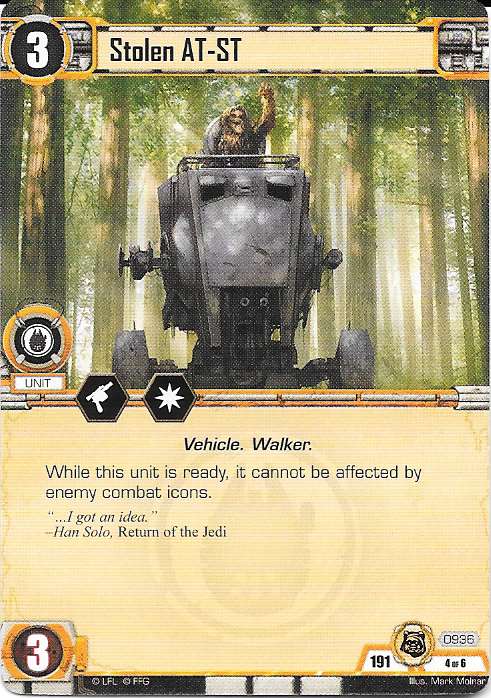 3
Stolen AT-ST
UNIT
Vehicle. Walker.
While this unit is ready, it cannot be affected by
enemy combat icons.
“...I got an idea.”
–Han Solo, Return of the Jedi
3
0936
191
4 OF 6
© LFL © FFG
Illus. Mark Molnar